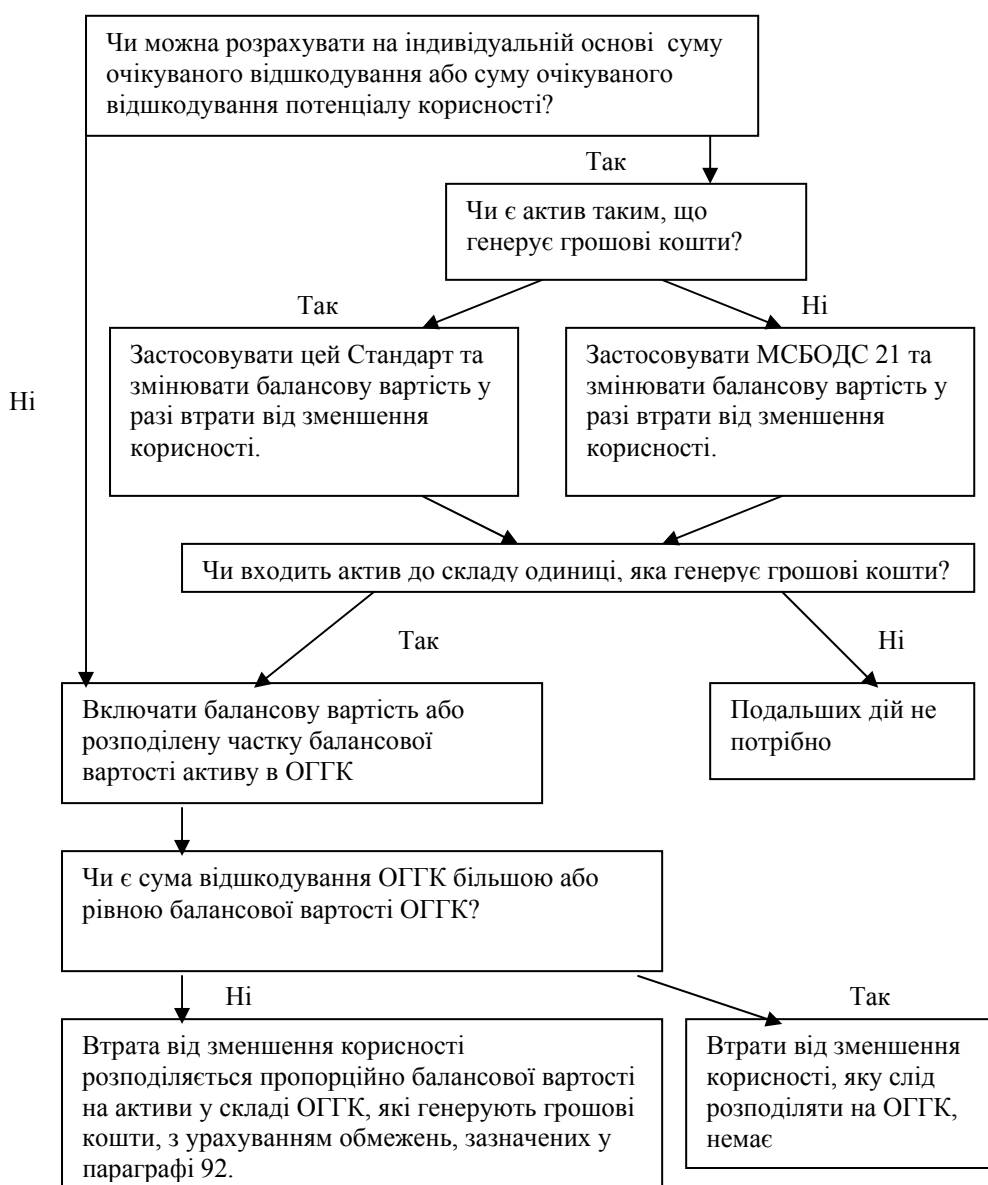 Чи можна розрахувати на індивідуальній основі суму
очікуваного відшкодування або суму очікуваного
відшкодування потенціалу корисності?
Так
Чи є актив таким, що
генерує грошові кошти?
Так
Ні
Застосовувати цей Стандарт та
змінювати балансову вартість у
разі втрати від зменшення
корисності.
Застосовувати МСБОДС 21 та
змінювати балансову вартість у
разі втрати від зменшення
корисності.
Ні
Чи входить актив до складу одиниці, яка генерує грошові кошти?
Так
Ні
Включати балансову вартість або
розподілену частку балансової
вартості активу в ОГГК
Подальших дій не
потрібно
Чи є сума відшкодування ОГГК більшою або
рівною балансової вартості ОГГК?
Ні
Так
Втрата від зменшення корисності
розподіляється пропорційно балансової вартості
на активи у складі ОГГК, які генерують грошові
кошти, з урахуванням обмежень, зазначених у
параграфі 92.
Втрати від зменшення
корисності, яку слід
розподіляти на ОГГК,
немає